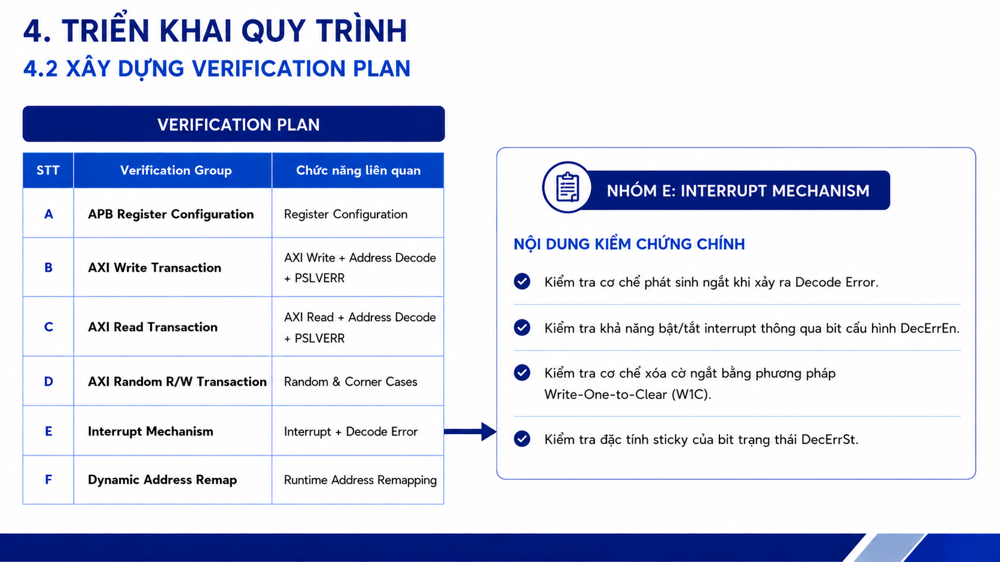 4. TRIỂN KHAI QUY TRÌNH
4.2 XÂY DỰNG VERIFICATION PLAN
VERIFICATION PLAN
STT Verification Group Chức năng liên quan
A APB Register Configuration Register Configuration
B AXI Write Transaction AXI Write + Address Decode
+ PSLVERR
C AXI Read Transaction AXI Read + Address Decode
+ PSLVERR
D AXI Random R/W Transaction Random & Corner Cases
E Interrupt Mechanism Interrupt + Decode Error
F Dynamic Address Remap Runtime Address Remapping
NHÓM E: INTERRUPT MECHANISM
NỘI DUNG KIỂM CHỨNG CHÍNH
Kiểm tra cơ chế phát sinh ngắt khi xảy ra Decode Error.
Kiểm tra khả năng bật/tắt interrupt thông qua bit cấu hình DecErrEn.
Kiểm tra cơ chế xóa cờ ngắt bằng phương pháp
Write-One-to-Clear (W1C).
Kiểm tra đặc tính sticky của bit trạng thái DecErrSt.